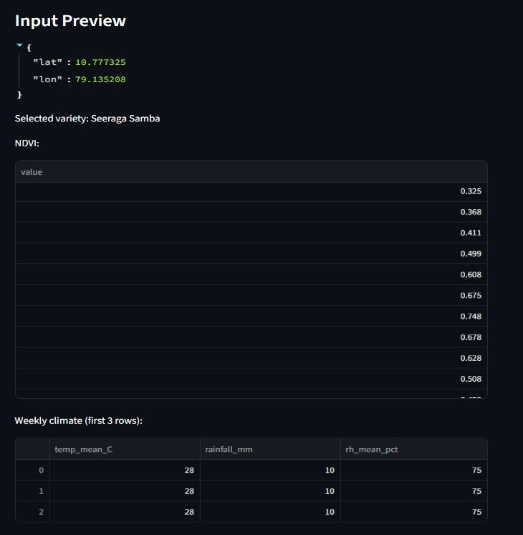 Input Preview
{
"lat" : 10.777325
"lon" : 79.135208
}
Selected variety: Seeraga Samba
NDVI:
value
0.325
0.368
0.411
0.499
0.608
0.675
0.748
0.678
0.628
0.508
Weekly climate (first 3 rows):
temp_mean_C rainfall_mm rh_mean_pct
0 28 10 75
1 28 10 75
2 28 10 75